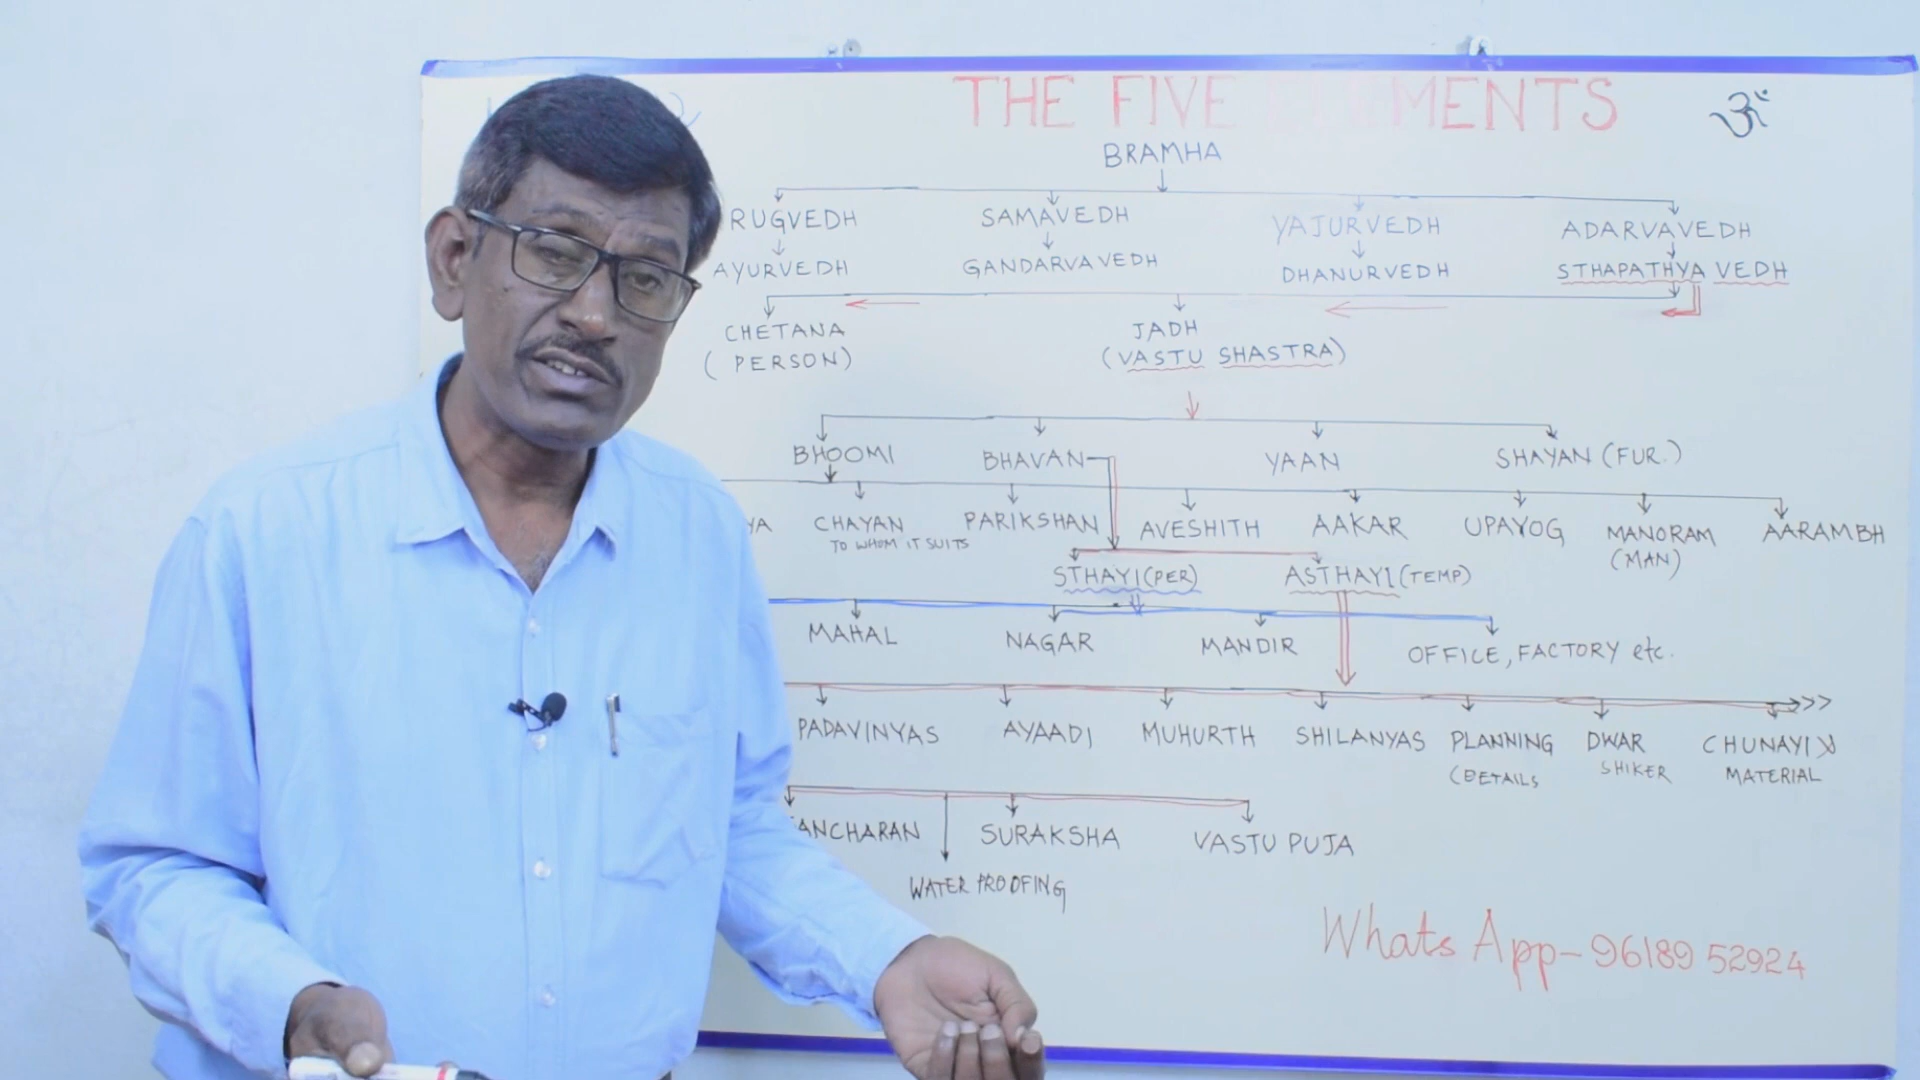 THE FIVE ELEMENTS ॐ
BRAMHA
RUGVEDH SAMAVEDH YAJURVEDH ADARVAVEDH
AYURVEDH GANDARVAVEDH DHANURVEDH STHAPATHYA VEDH
CHETANA JADH
(PERSON) (VASTU SHASTRA)
BHOOMI BHAVAN YAAN SHAYAN (FUR.)
CHAYAN PARIKSHAN AVESHITH AAKAR UPAYOG MANORAM AARAMBH
TO WHOM IT SUITS (MAN)
STHAYI (PER) ASTHAYI (TEMP)
MAHAL NAGAR MANDIR OFFICE, FACTORY etc.
PADAVINYAS AYAADI MUHURTH SHILANYAS PLANNING DWAR CHUNAYI
(DETAILS SHIKER MATERIAL
ANCHARAN SURAKSHA VASTU PUJA
WATER PROOFING
Whats App-96189 52924